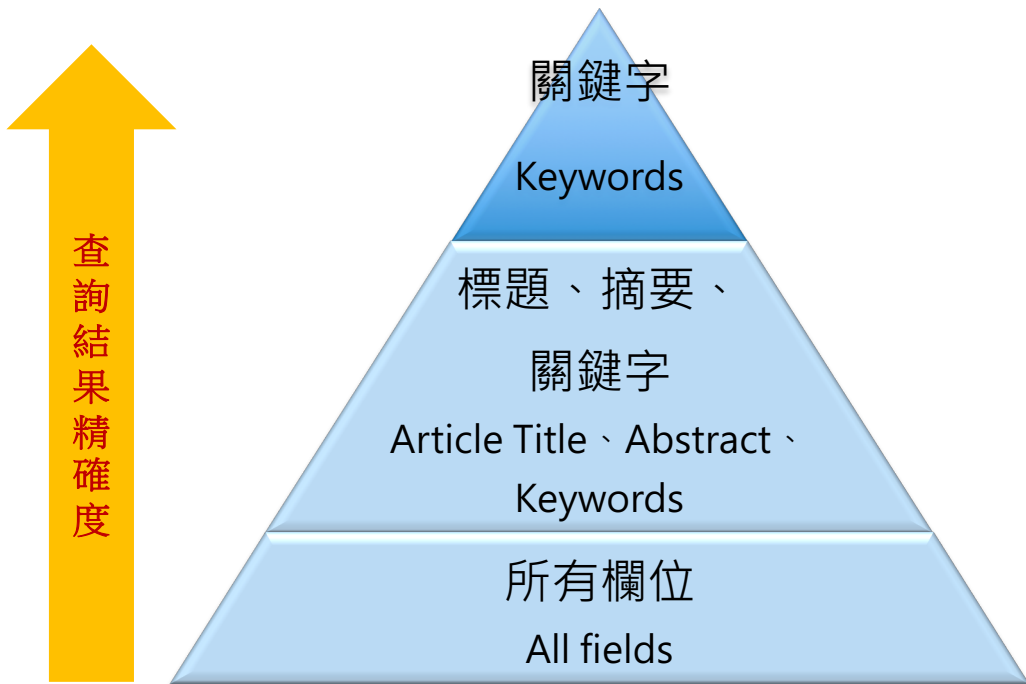 查詢結果精確度
關鍵字
Keywords
標題、摘要、
關鍵字
Article Title、Abstract、
Keywords
所有欄位
All fields